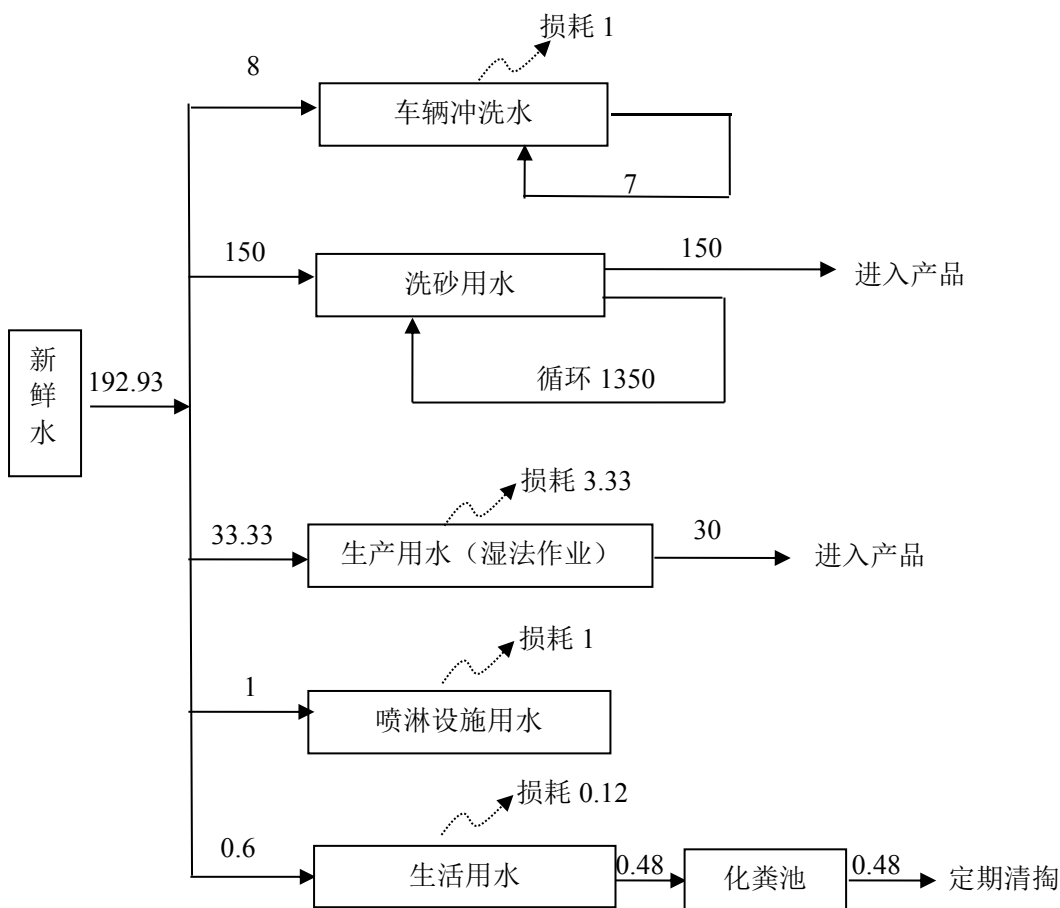 损耗 1
8
车辆冲洗水
7
150
洗砂用水
150
进入产品
循环 1350
新
鲜
水
192.93
损耗 3.33
33.33
生产用水（湿法作业）
30
进入产品
损耗 1
1
喷淋设施用水
损耗 0.12
0.6
生活用水
0.48
化粪池
0.48
定期清掏